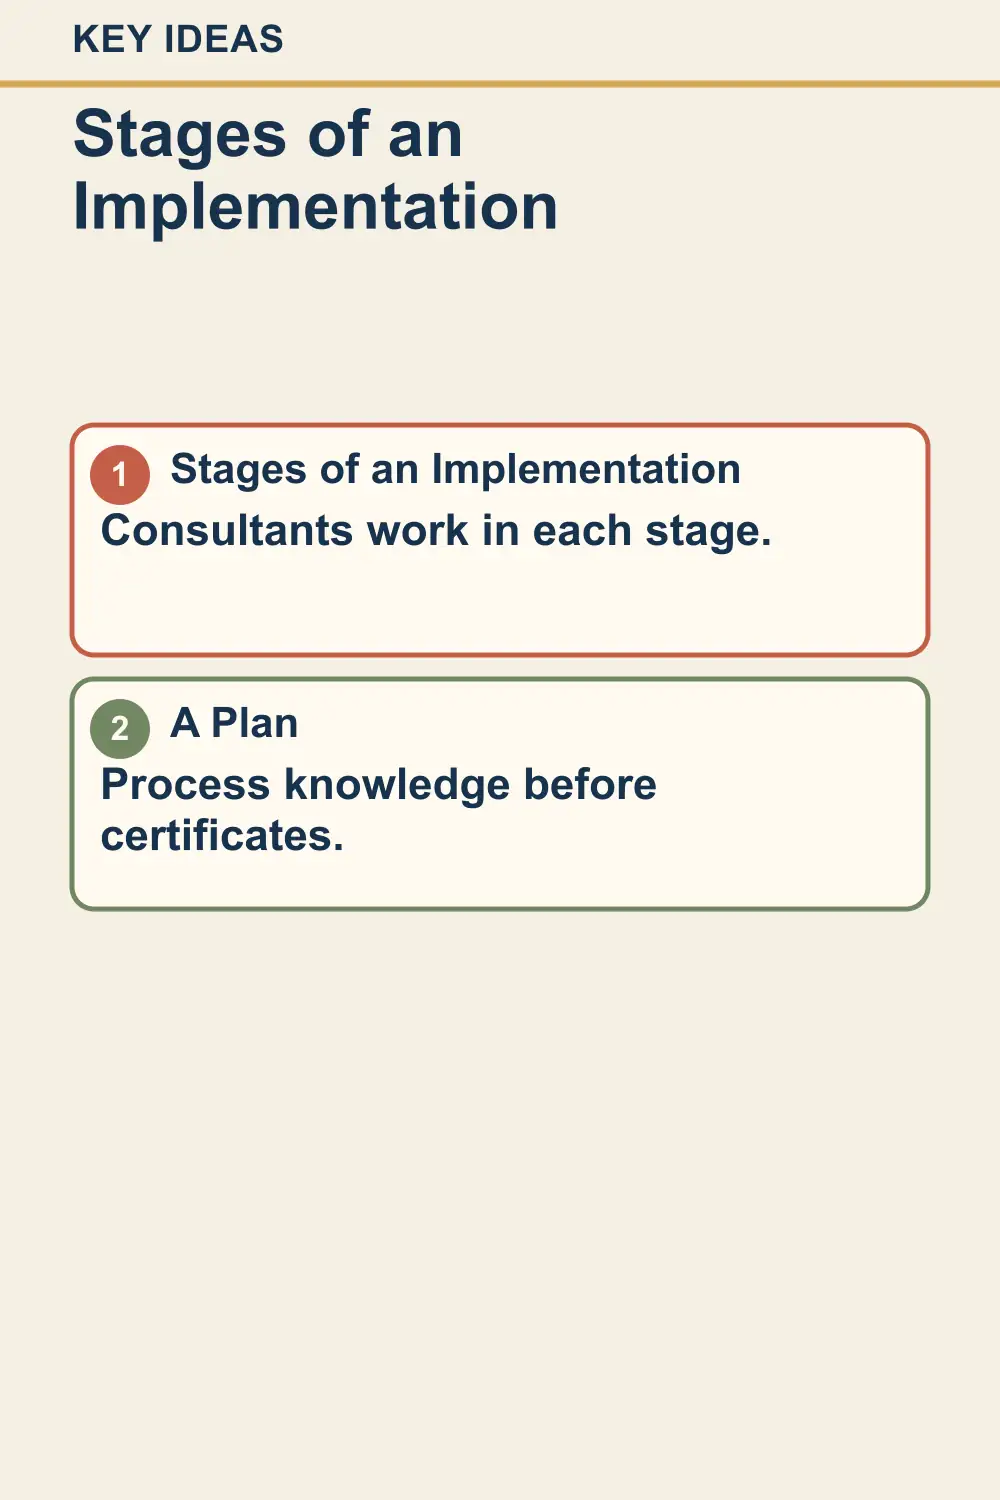 KEY IDEAS
Stages of an
Implementation
1 Stages of an Implementation
Consultants work in each stage.
2 A Plan
Process knowledge before
certificates.